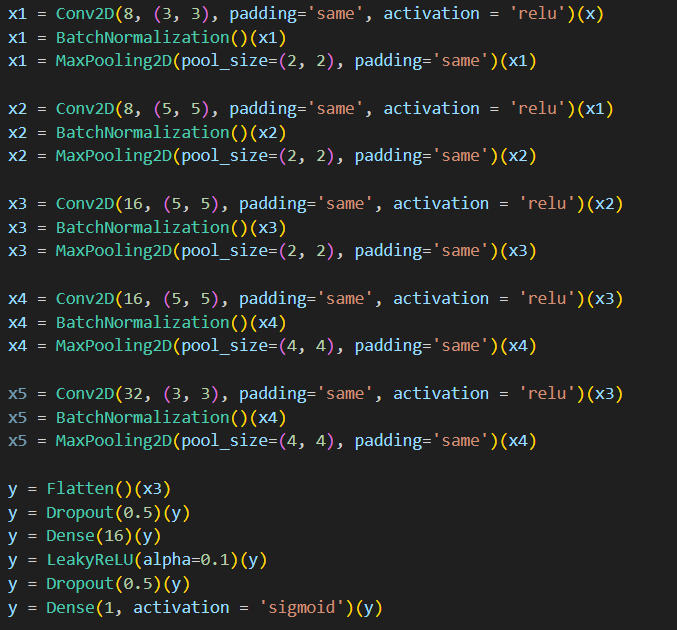 x1 = Conv2D(8, (3, 3), padding='same', activation = 'relu')(x)
x1 = BatchNormalization()(x1)
x1 = MaxPooling2D(pool_size=(2, 2), padding='same')(x1)

x2 = Conv2D(8, (5, 5), padding='same', activation = 'relu')(x1)
x2 = BatchNormalization()(x2)
x2 = MaxPooling2D(pool_size=(2, 2), padding='same')(x2)

x3 = Conv2D(16, (5, 5), padding='same', activation = 'relu')(x2)
x3 = BatchNormalization()(x3)
x3 = MaxPooling2D(pool_size=(2, 2), padding='same')(x3)

x4 = Conv2D(16, (5, 5), padding='same', activation = 'relu')(x3)
x4 = BatchNormalization()(x4)
x4 = MaxPooling2D(pool_size=(4, 4), padding='same')(x4)

x5 = Conv2D(32, (3, 3), padding='same', activation = 'relu')(x3)
x5 = BatchNormalization()(x4)
x5 = MaxPooling2D(pool_size=(4, 4), padding='same')(x4)

y = Flatten()(x3)
y = Dropout(0.5)(y)
y = Dense(16)(y)
y = LeakyReLU(alpha=0.1)(y)
y = Dropout(0.5)(y)
y = Dense(1, activation = 'sigmoid')(y)